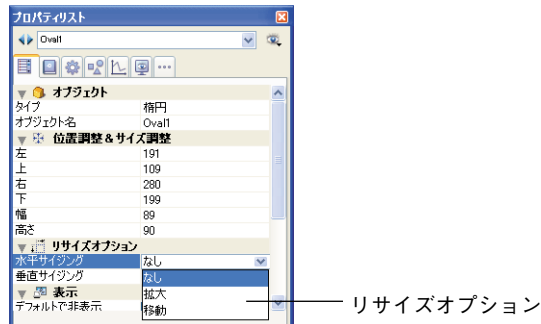 プロパティリスト
Oval1
オブジェクト
タイプ 楕円
オブジェクト名 Oval1
位置調整&サイズ調整
左 191
上 109
右 280
下 199
幅 89
高さ 90
リサイズオプション
水平サイジング なし
垂直サイジング なし
表示 拡大
デフォルトで非表示 移動
リサイズオプション